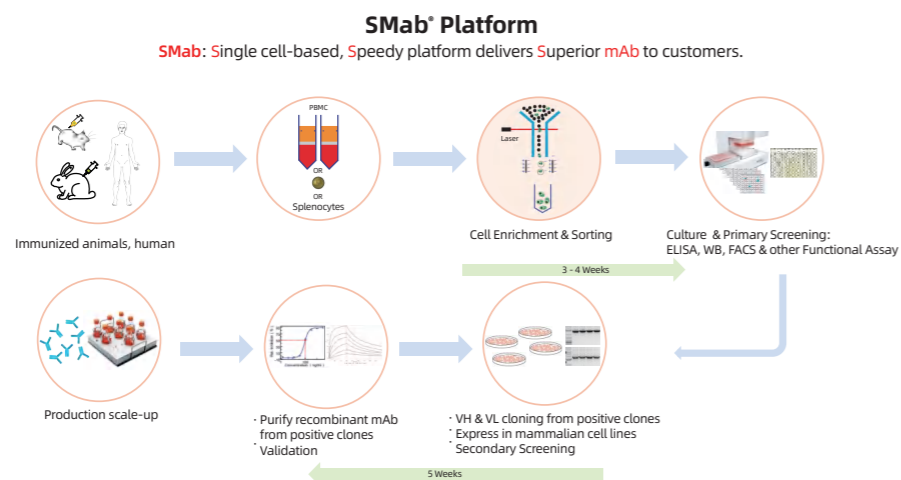 SMab® Platform
SMab: Single cell-based, Speedy platform delivers Superior mAb to customers.
PBMC
OR
OR
Splenocytes
Laser
Immunized animals, human
Cell Enrichment & Sorting
Culture & Primary Screening:
ELISA, WB, FACS & other Functional Assay
3 - 4 Weeks
Production scale-up
· Purify recombinant mAb
from positive clones
· Validation
· VH & VL cloning from positive clones
· Express in mammalian cell lines
· Secondary Screening
5 Weeks